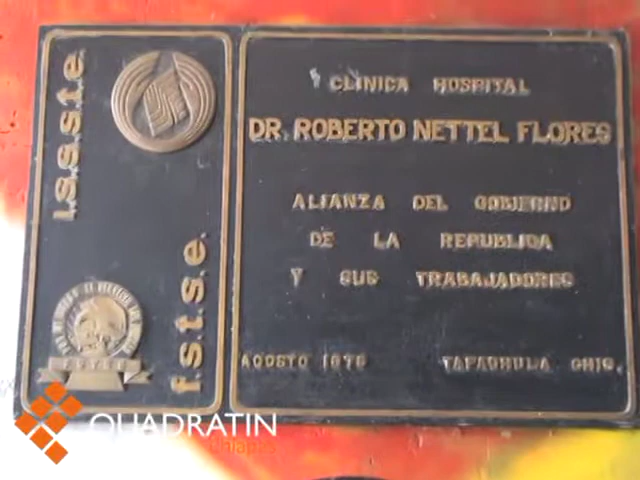 i.s.s.s.t.e.
f.s.t.s.e.
CLINICA HOSPITAL
DR. ROBERTO NETTEL FLORES
ALIANZA DEL GOBIERNO
DE LA REPUBLICA
Y SUS TRABAJADORES
AGOSTO
TAPACHULA CHIS.
QUADRATIN
Chiapas